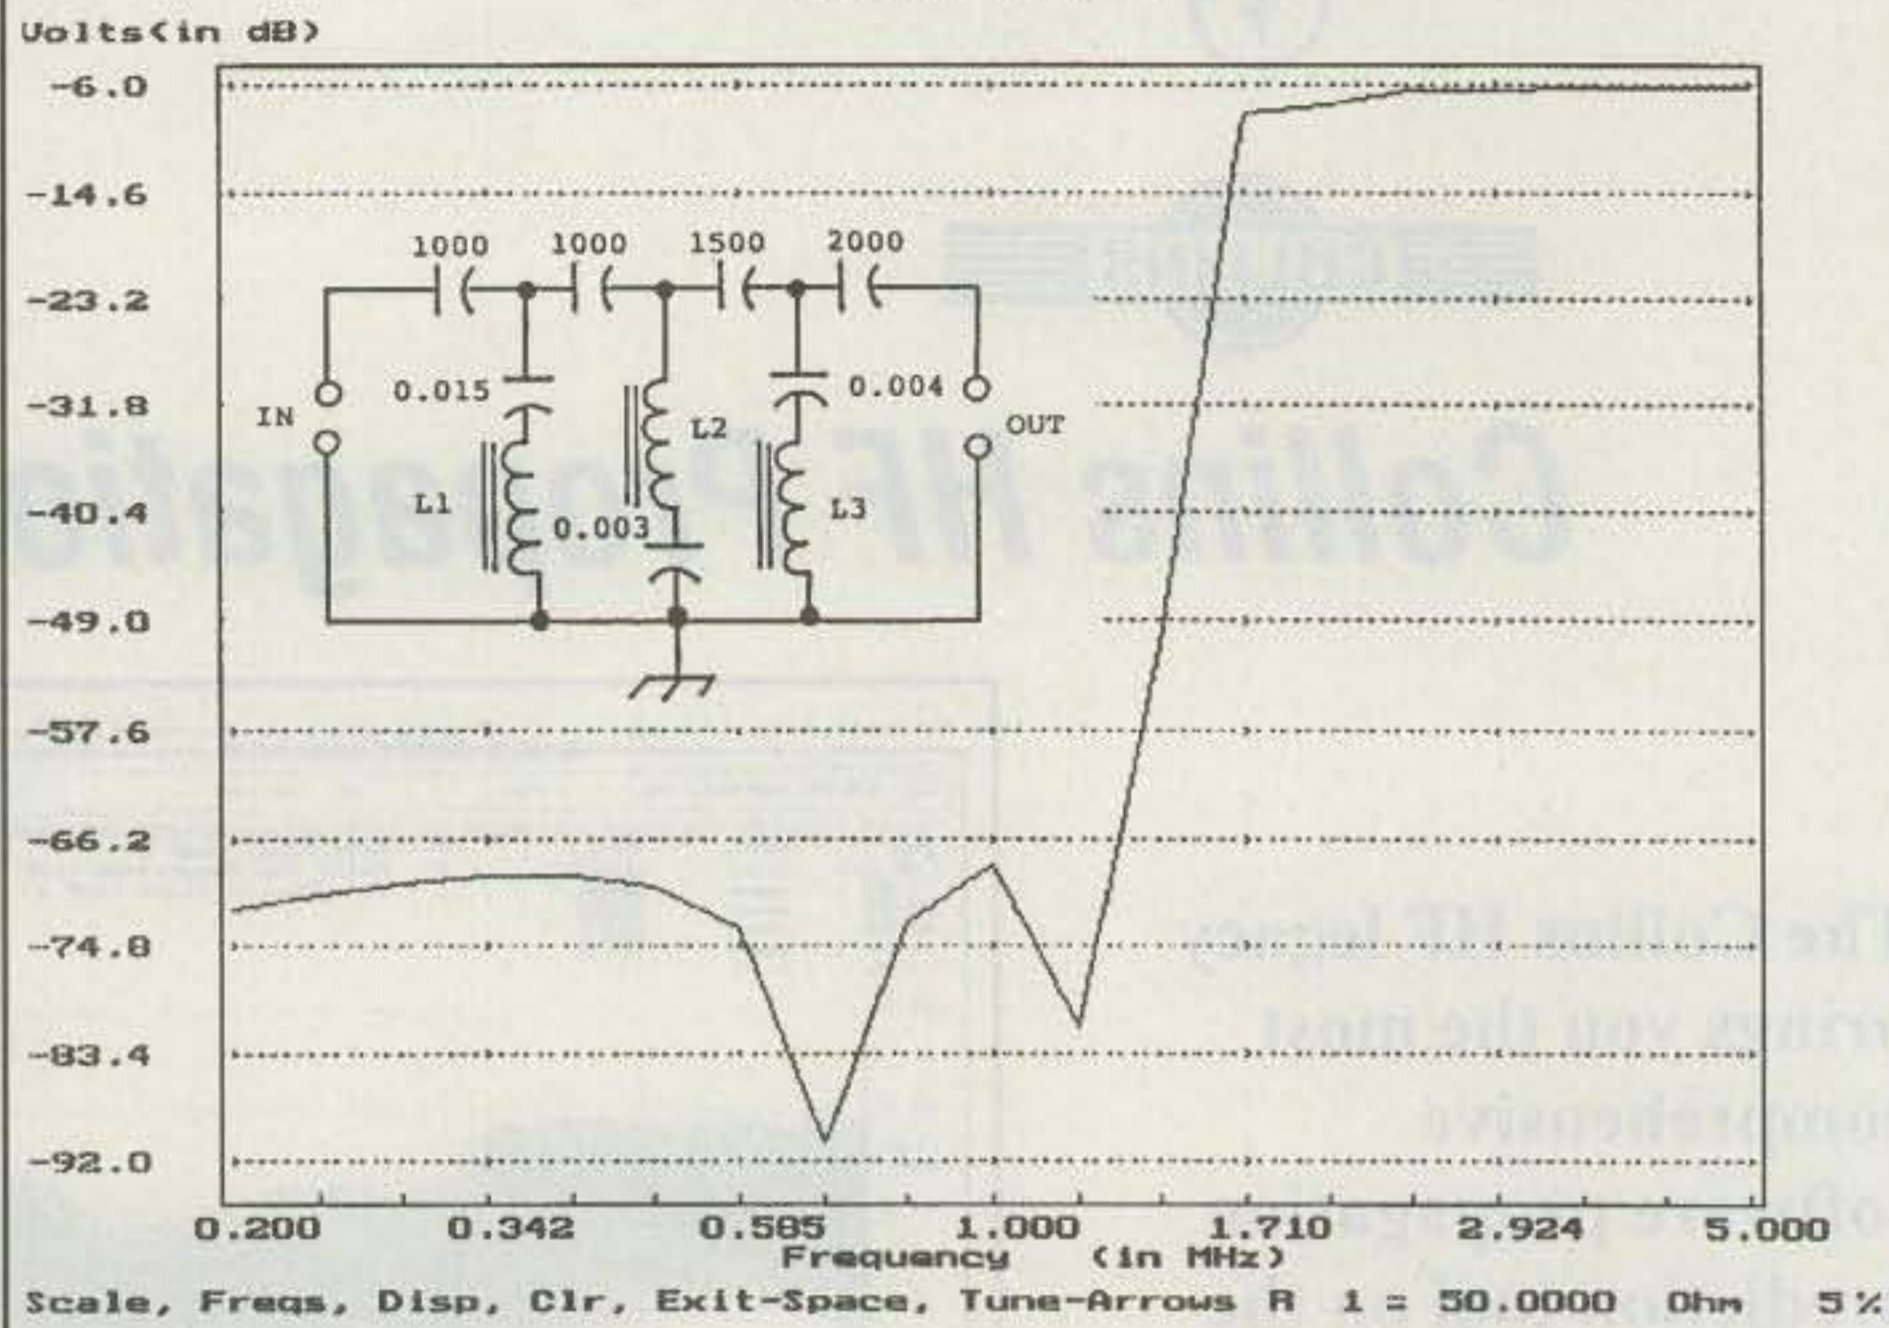 Volts(in dB)
-6.0
-14.6
-23.2
-31.8
-40.4
-49.0
-57.6
-66.2
-74.8
-83.4
-92.0
1000 1000 1500 2000
0.015 0.004
IN L2 OUT
L1 0.003 L3
0.200 0.342 0.585 1.000 1.710 2.924 5.000
Frequency (in MHz)
Scale, Freqs, Disp, Clr, Exit-Space, Tune-Arrows R 1 = 50.0000 Ohm 5%